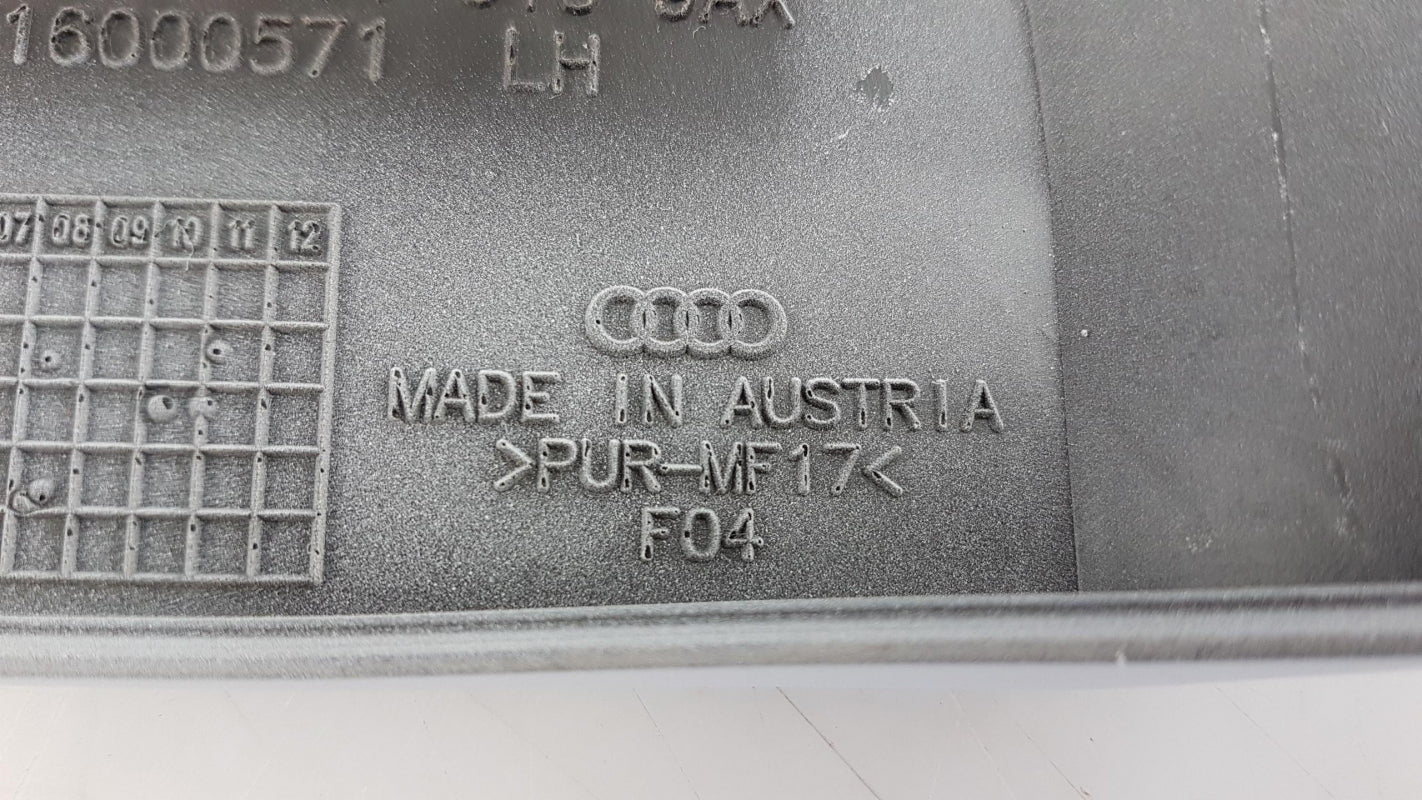 16000571 LH
07 08 09 10 11 12
MADE IN AUSTRIA
>PUR-MF17<
F04